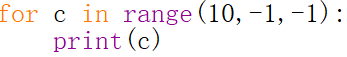 for c in range(10,-1,-1):
    print(c)